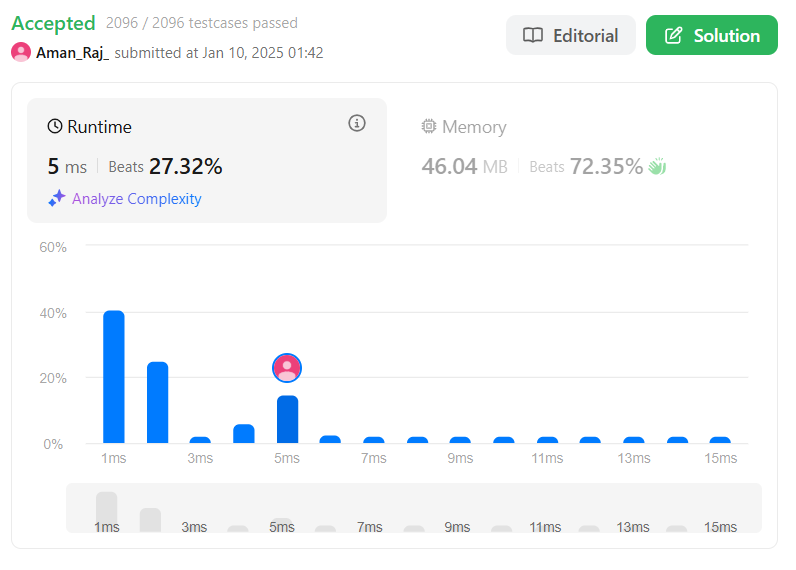 Accepted 2096 / 2096 testcases passed
Aman_Raj_ submitted at Jan 10, 2025 01:42
Editorial
Solution
Runtime
5 ms Beats 27.32%
Analyze Complexity
Memory
46.04 MB Beats 72.35%
60%
40%
20%
0%
1ms 3ms 5ms 7ms 9ms 11ms 13ms 15ms
1ms 3ms 5ms 7ms 9ms 11ms 13ms 15ms